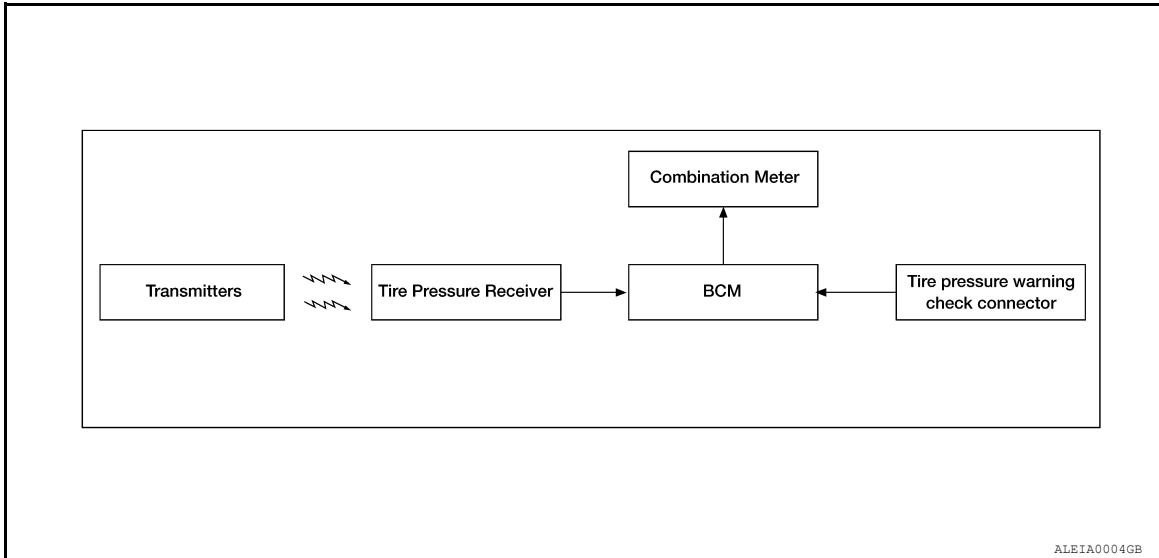 Combination Meter
Transmitters
Tire Pressure Receiver
BCM
Tire pressure warning
check connector
ALEIA0004GB